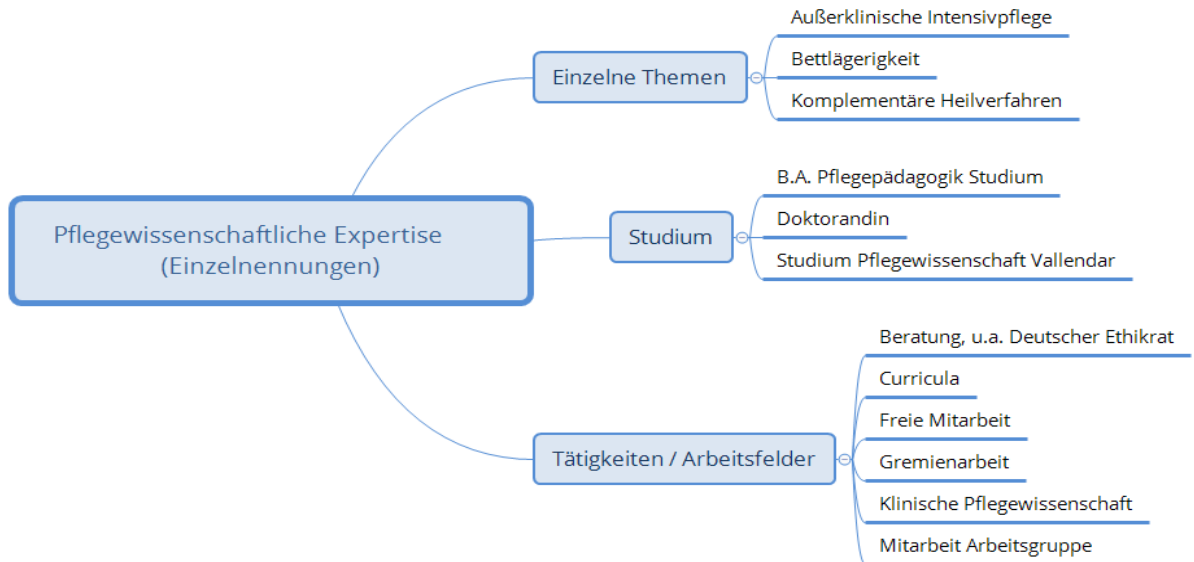 Pflegewissenschaftliche Expertise
(Einzelnennungen)
Einzelne Themen
Außerklinische Intensivpflege
Bettlägerigkeit
Komplementäre Heilverfahren
Studium
B.A. Pflegepädagogik Studium
Doktorandin
Studium Pflegewissenschaft Vallendar
Tätigkeiten / Arbeitsfelder
Beratung, u.a. Deutscher Ethikrat
Curricula
Freie Mitarbeit
Gremienarbeit
Klinische Pflegewissenschaft
Mitarbeit Arbeitsgruppe